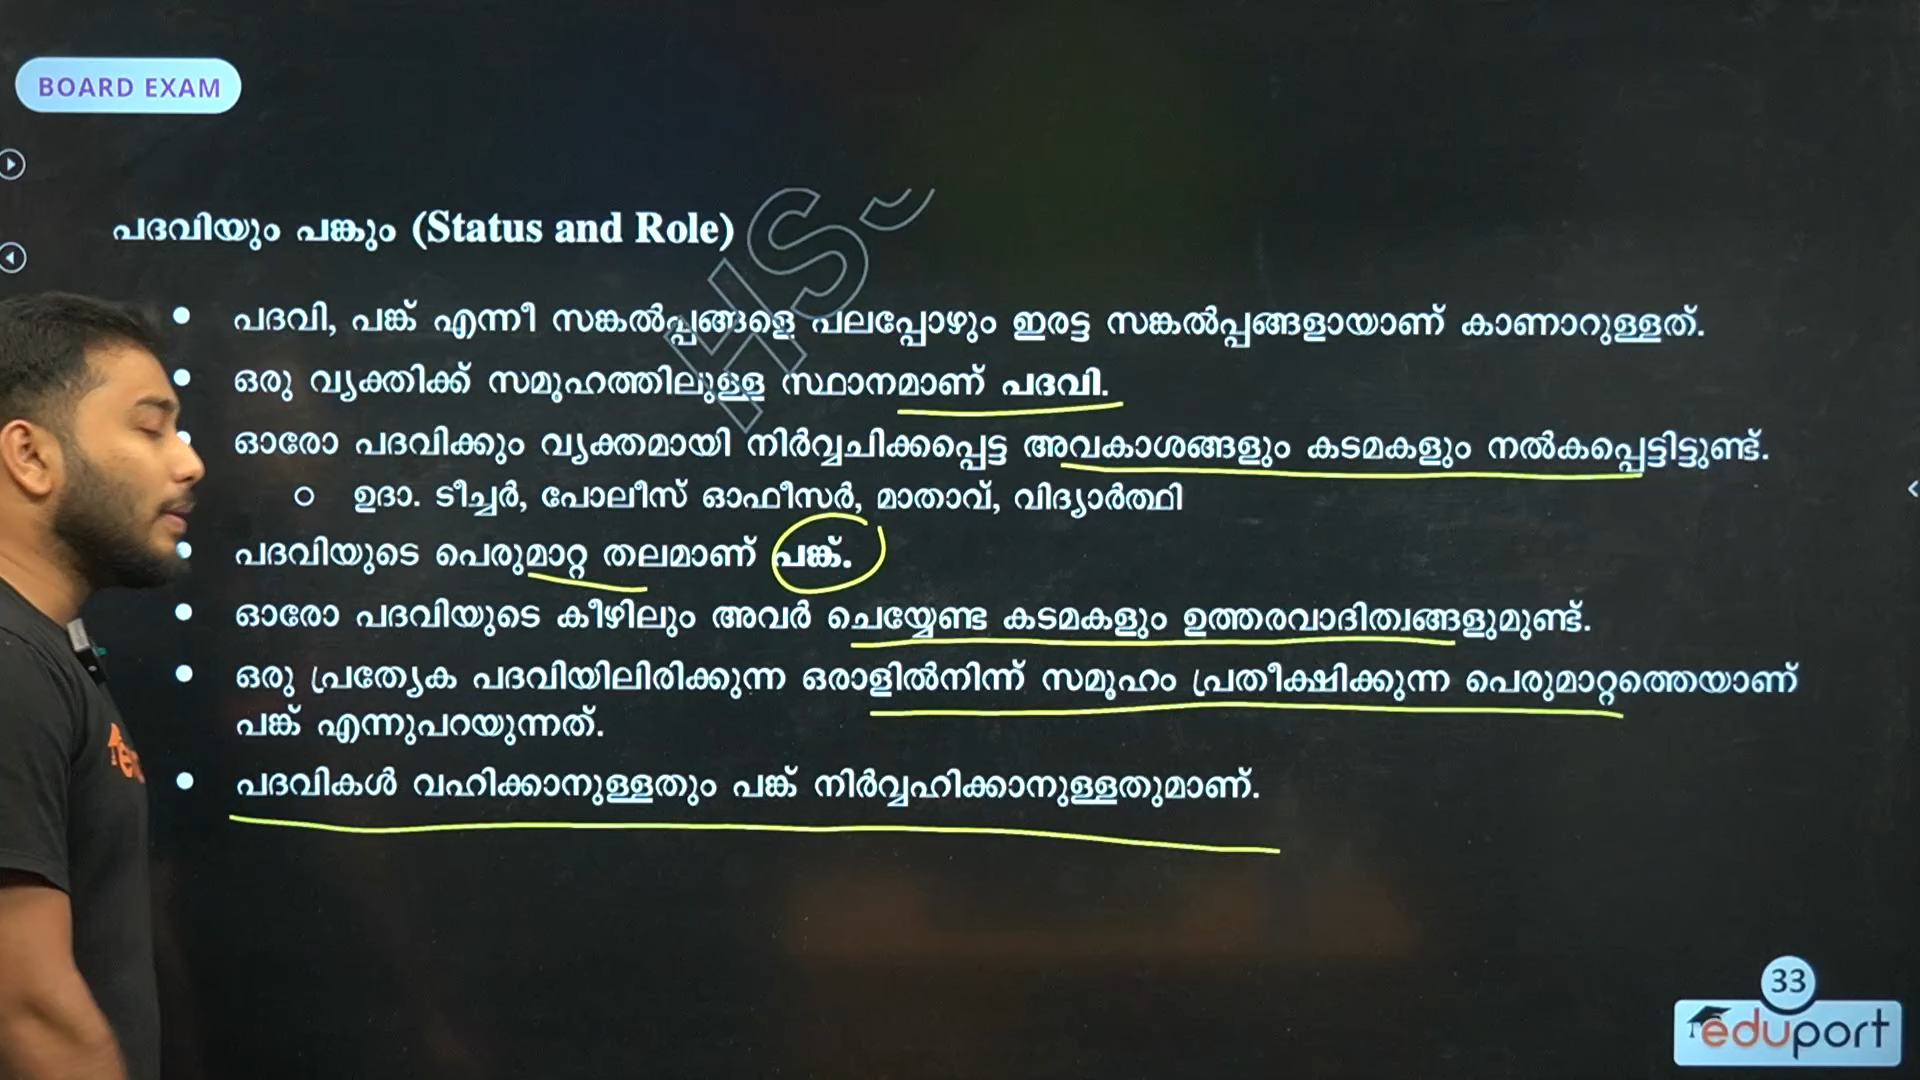 BOARD EXAM
പദവിയും പങ്കും (Status and Role)
HS
പദവി, പങ്ക് എന്നീ സങ്കൽപ്പങ്ങളെ പലപ്പോഴും ഇരട്ട സങ്കൽപ്പങ്ങളായാണ് കാണാറുള്ളത്.
ഒരു വ്യക്തിക്ക് സമൂഹത്തിലുള്ള സ്ഥാനമാണ് പദവി.
ഓരോ പദവിക്കും വ്യക്തമായി നിർവ്വചിക്കപ്പെട്ട അവകാശങ്ങളും കടമകളും നൽകപ്പെട്ടിട്ടുണ്ട്.
ഉദാ. ടീച്ചർ, പോലീസ് ഓഫീസർ, മാതാവ്, വിദ്യാർത്ഥി
പദവിയുടെ പെരുമാറ്റ തലമാണ് പങ്ക്.
ഓരോ പദവിയുടെ കീഴിലും അവർ ചെയ്യേണ്ട കടമകളും ഉത്തരവാദിത്വങ്ങളുമുണ്ട്.
ഒരു പ്രത്യേക പദവിയിലിരിക്കുന്ന ഒരാളിൽനിന്ന് സമൂഹം പ്രതീക്ഷിക്കുന്ന പെരുമാറ്റത്തെയാണ്
പങ്ക് എന്നുപറയുന്നത്.
പദവികൾ വഹിക്കാനുള്ളതും പങ്ക് നിർവ്വഹിക്കാനുള്ളതുമാണ്.
33
eduport